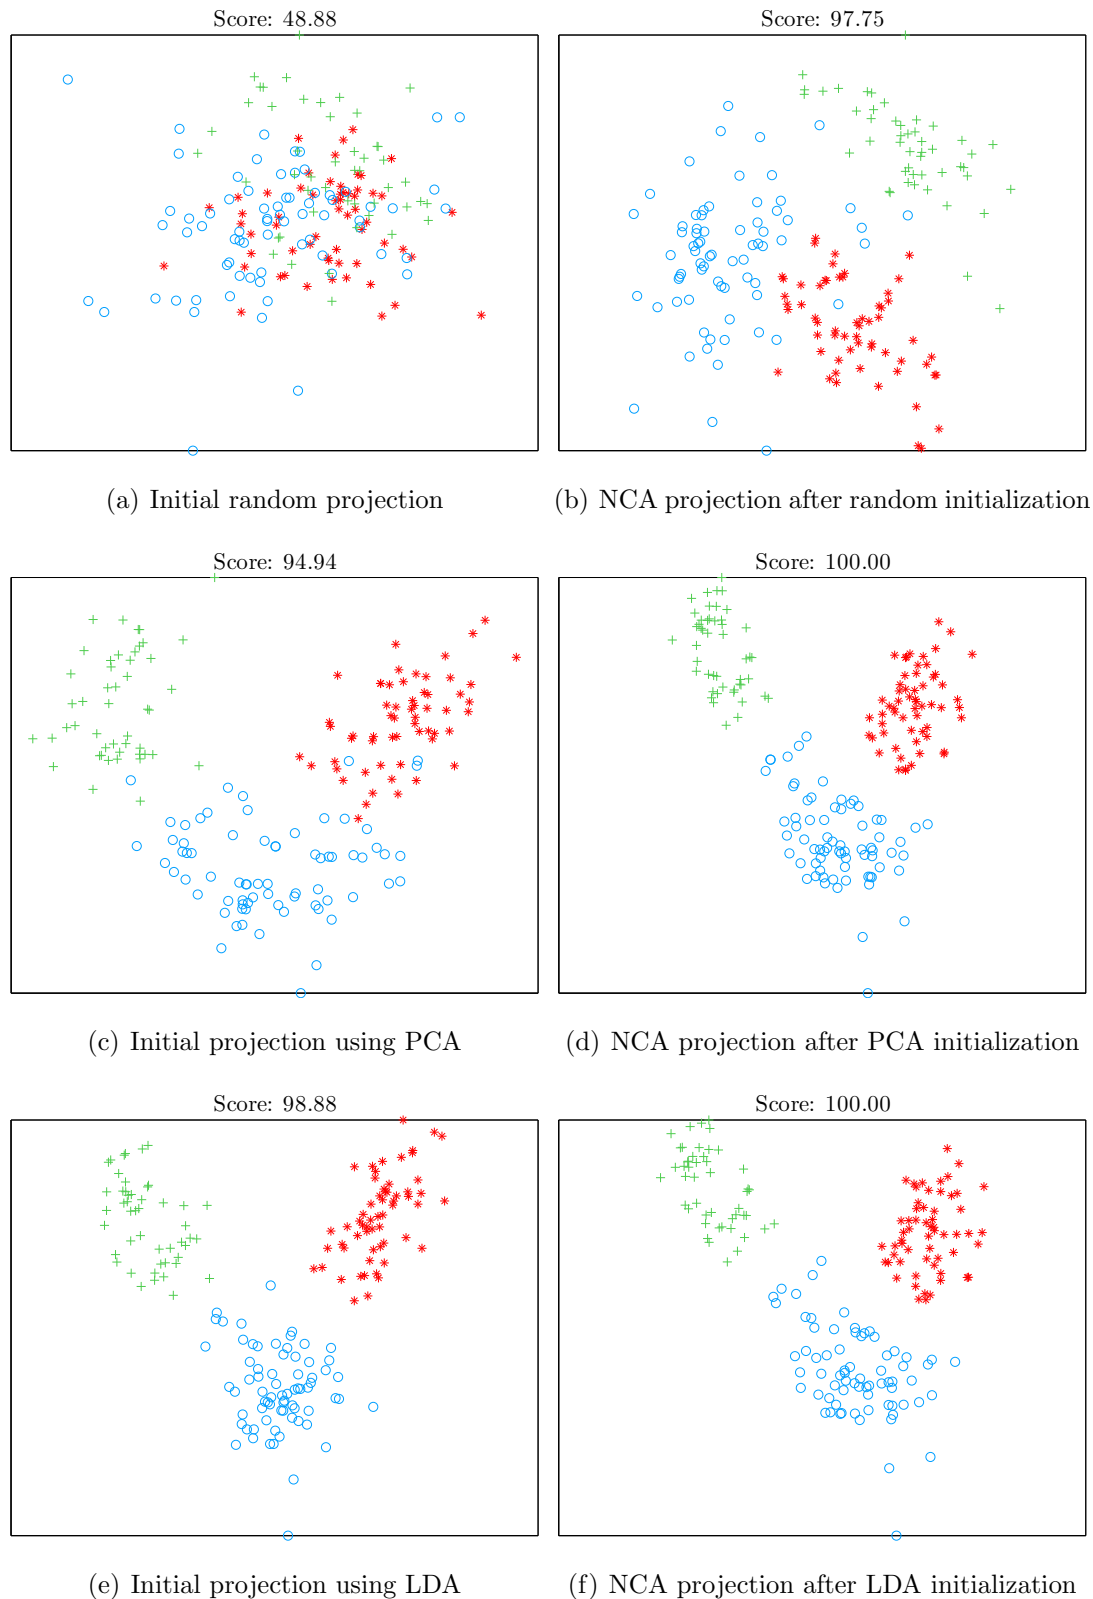 Score: 48.88
Score: 97.75
(a) Initial random projection
(b) NCA projection after random initialization
Score: 94.94
Score: 100.00
(c) Initial projection using PCA
(d) NCA projection after PCA initialization
Score: 98.88
Score: 100.00
(e) Initial projection using LDA
(f) NCA projection after LDA initialization